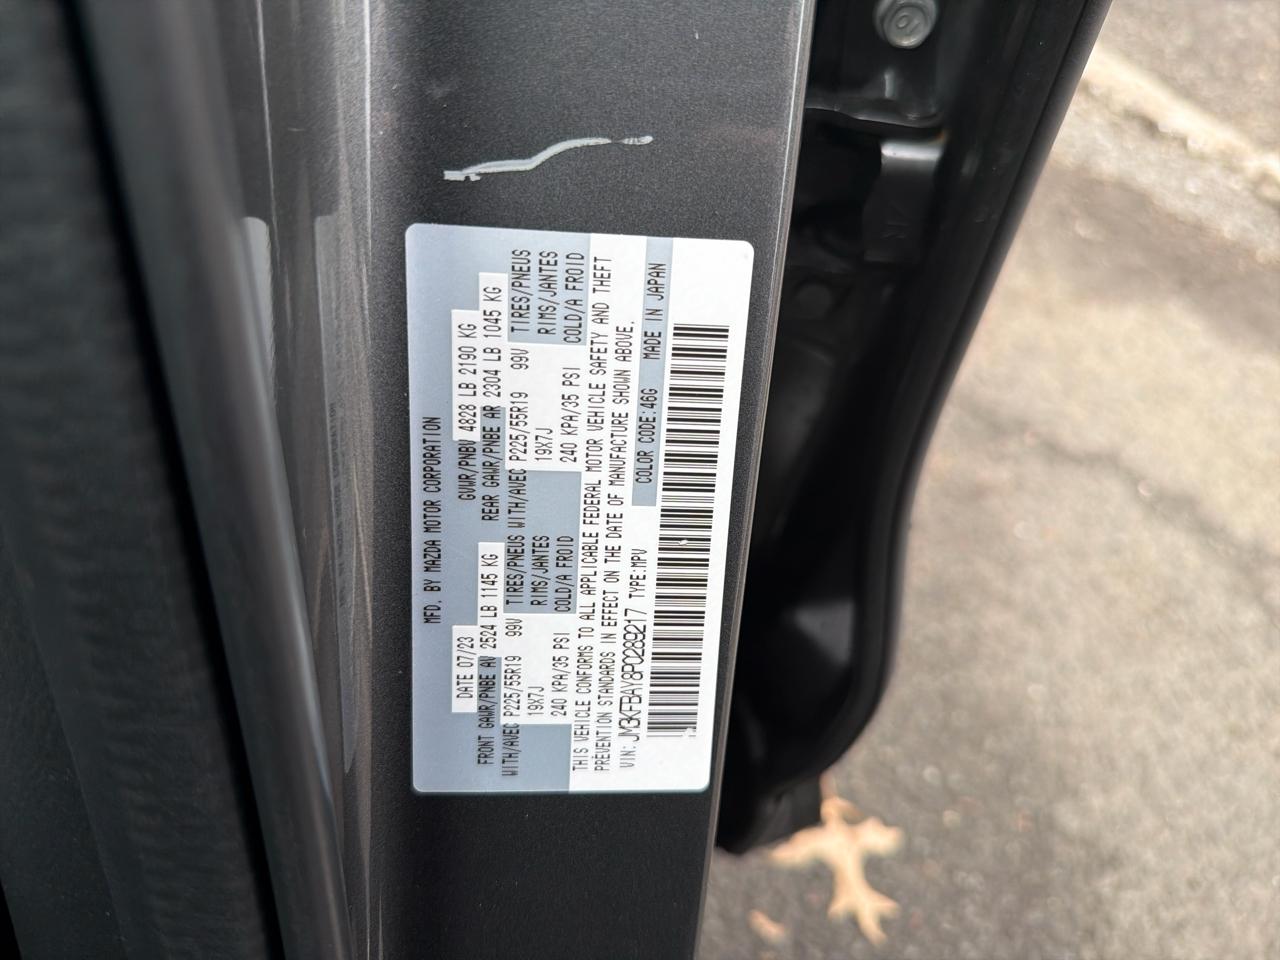 MFD. BY MAZDA MOTOR CORPORATION
DATE 07/23 GVWR/PNBV 4828 LB 2190 KG
FRONT GAWR/PNBE AV 2524 LB 1145 KG REAR GAWR/PNBE AR 2304 LB 1045 KG
WITH/AVEC P225/55R19 99V TIRES/PNEUS WITH/AVEC P225/55R19 99V TIRES/PNEUS
19X7J RIMS/JANTES 19X7J RIMS/JANTES
240 KPA/35 PSI COLD/A FROID 240 KPA/35 PSI COLD/A FROID
THIS VEHICLE CONFORMS TO ALL APPLICABLE FEDERAL MOTOR VEHICLE SAFETY AND THEFT
PREVENTION STANDARDS IN EFFECT ON THE DATE OF MANUFACTURE SHOWN ABOVE.
VIN: JM3KFBAY8P0289217 TYPE:MPV COLOR CODE:46G MADE IN JAPAN